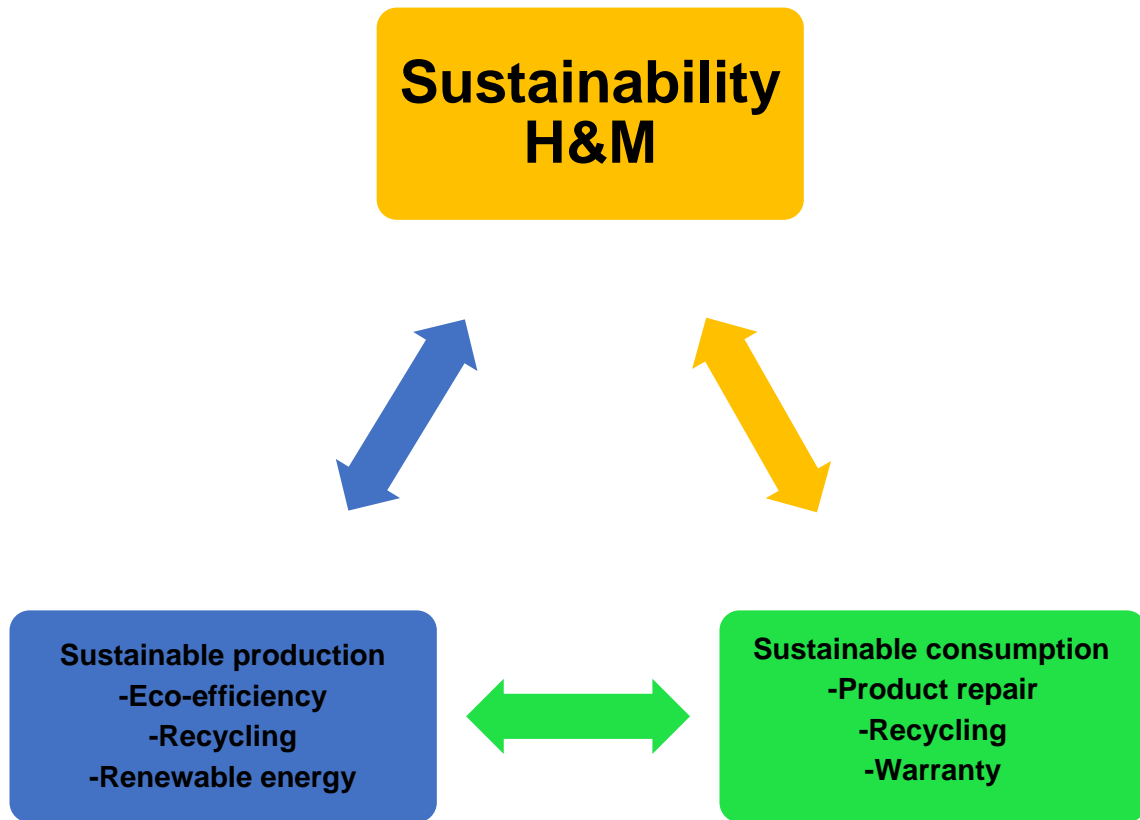 Sustainability
H&M
Sustainable production
-Eco-efficiency
-Recycling
-Renewable energy
Sustainable consumption
-Product repair
-Recycling
-Warranty